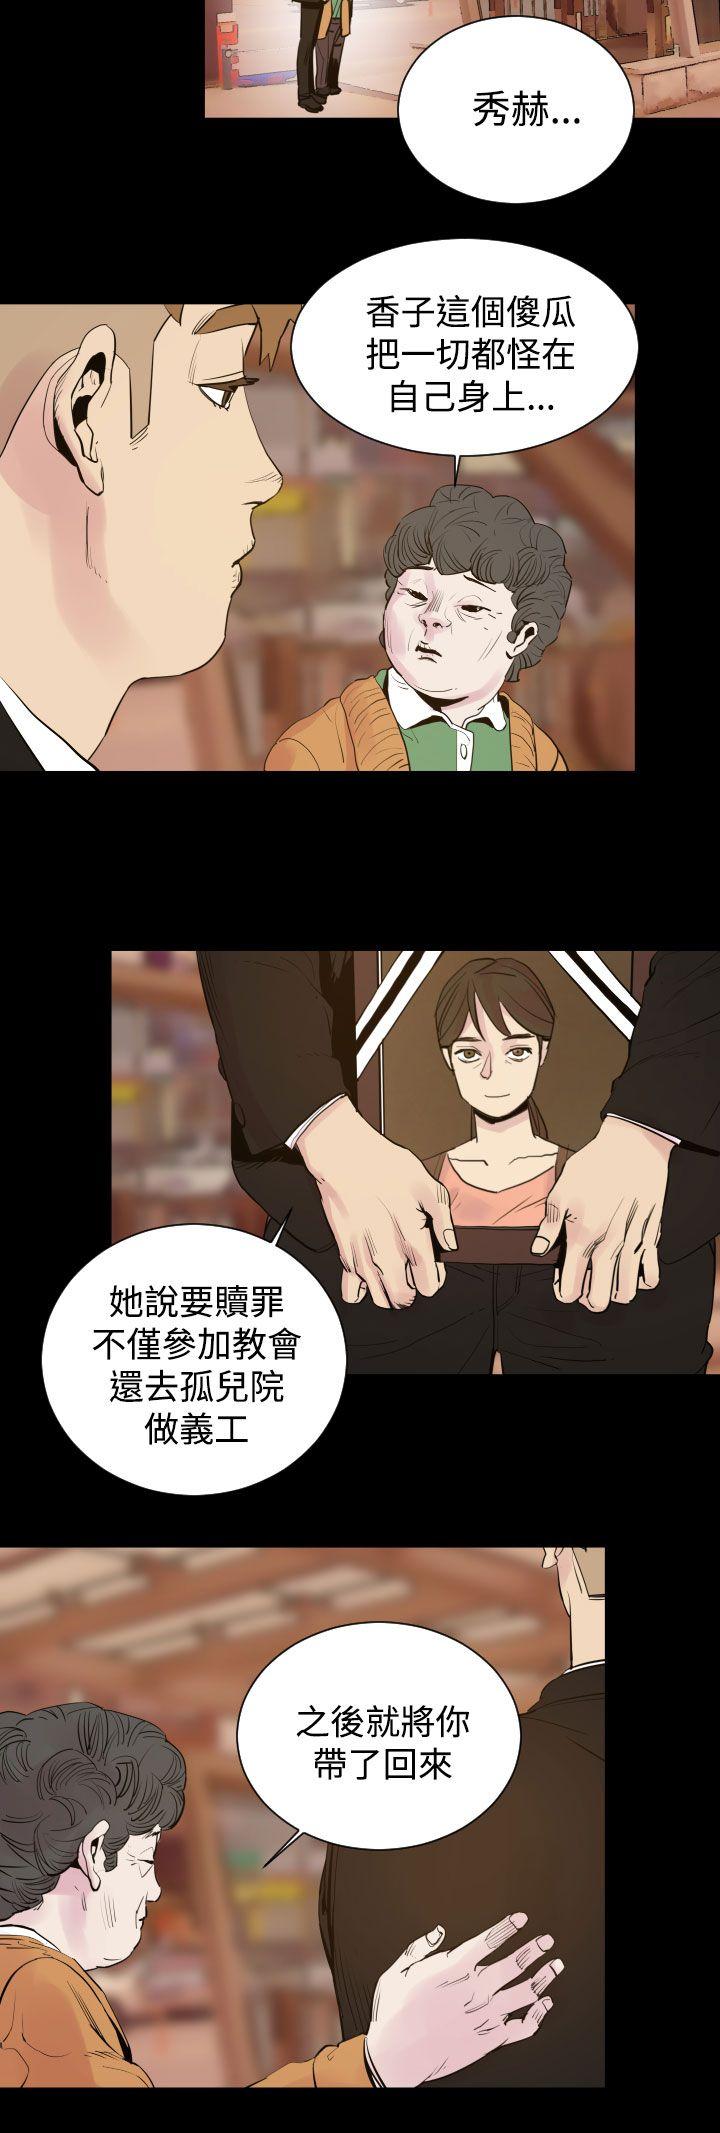 秀赫...
香子這個傻瓜
把一切都怪在
自己身上...
她說要贖罪
不僅參加教會
還去孤兒院
做義工
之後就將你
帶了回來